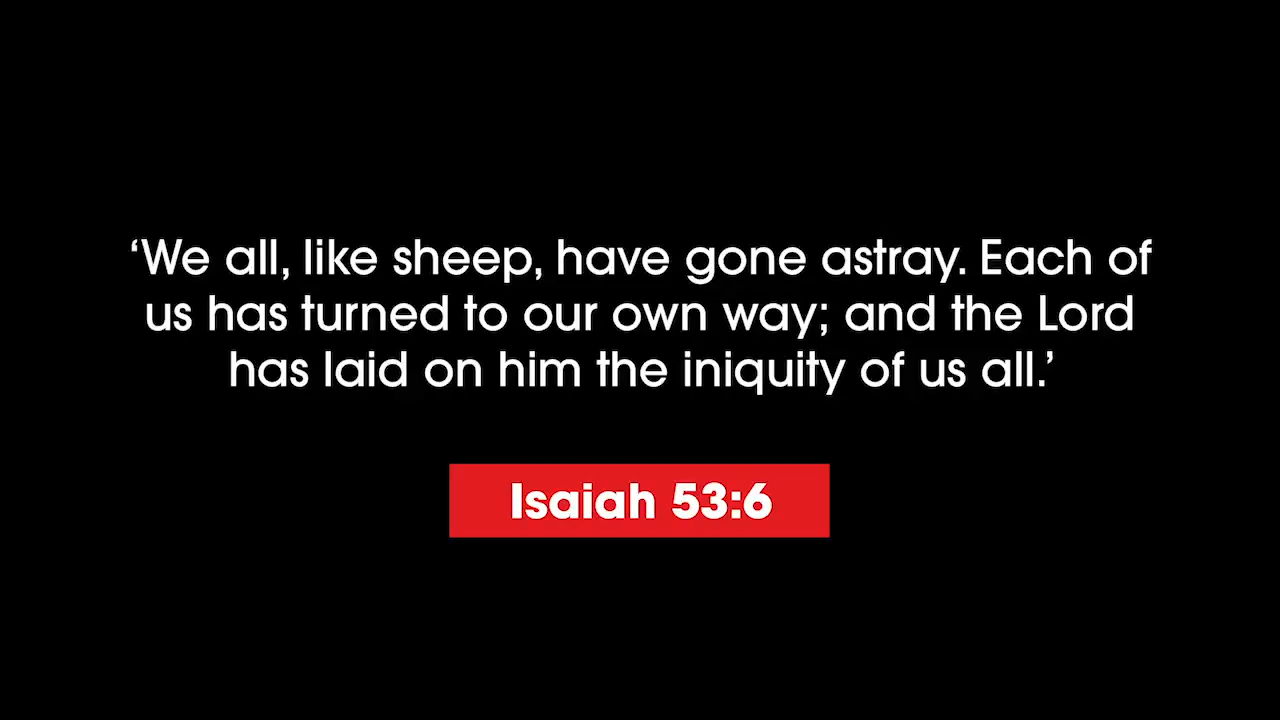 ‘We all, like sheep, have gone astray. Each of
us has turned to our own way; and the Lord
has laid on him the iniquity of us all.’
Isaiah 53:6